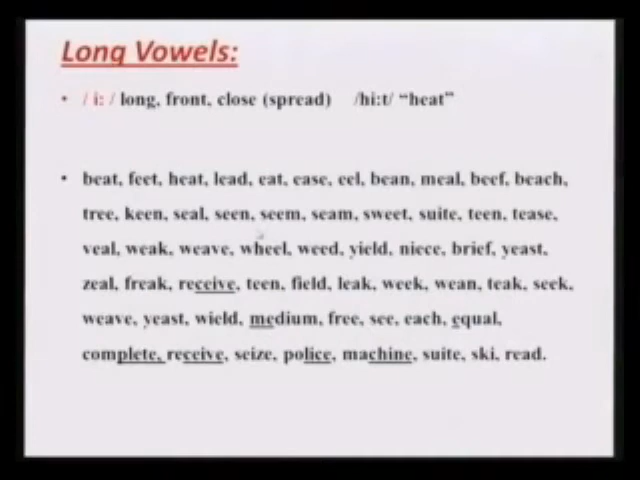 Long Vowels:
• / i: / long, front, close (spread) /hi:t/ “heat”
• beat, feet, heat, lead, eat, ease, eel, bean, meal, beef, beach,
tree, keen, seal, seen, seem, seam, sweet, suite, teen, tease,
veal, weak, weave, wheel, weed, yield, niece, brief, yeast,
zeal, freak, receive, teen, field, leak, week, wean, teak, seek,
weave, yeast, wield, medium, free, see, each, equal,
complete, receive, seize, police, machine, suite, ski, read.